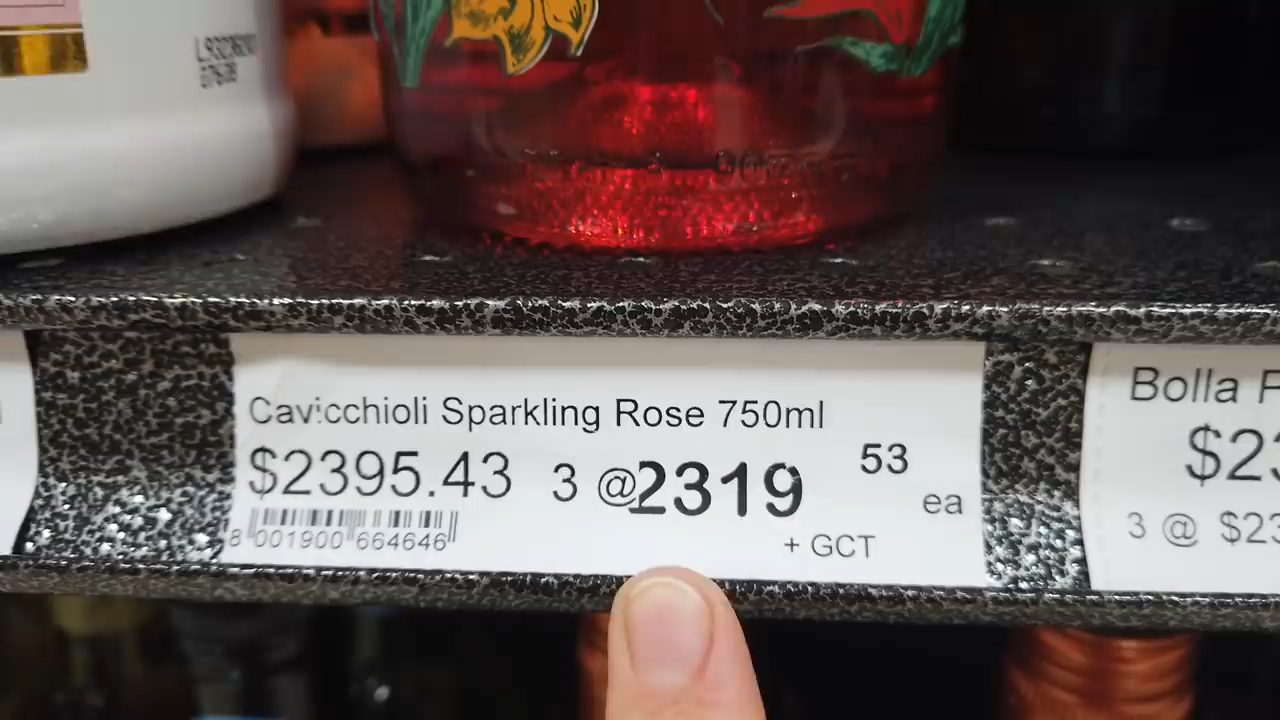 Cavicchioli Sparkling Rose 750ml
$2395.43 3 @2319 53 ea
8 001900 664646
+ GCT
Bolla
$23
3 @ $23